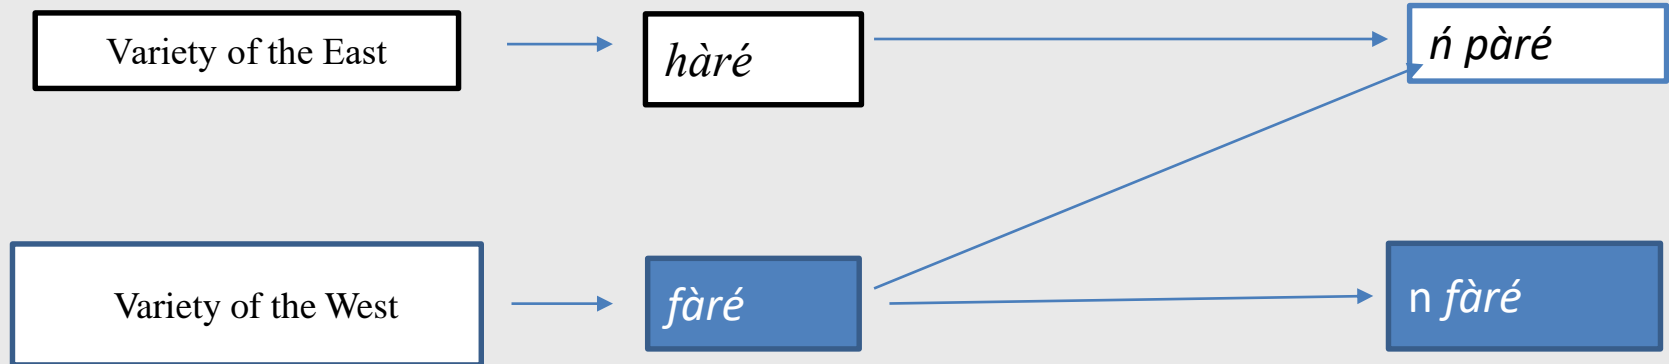 Variety of the East
hàré
ń pàré
Variety of the West
fàré
n fàré